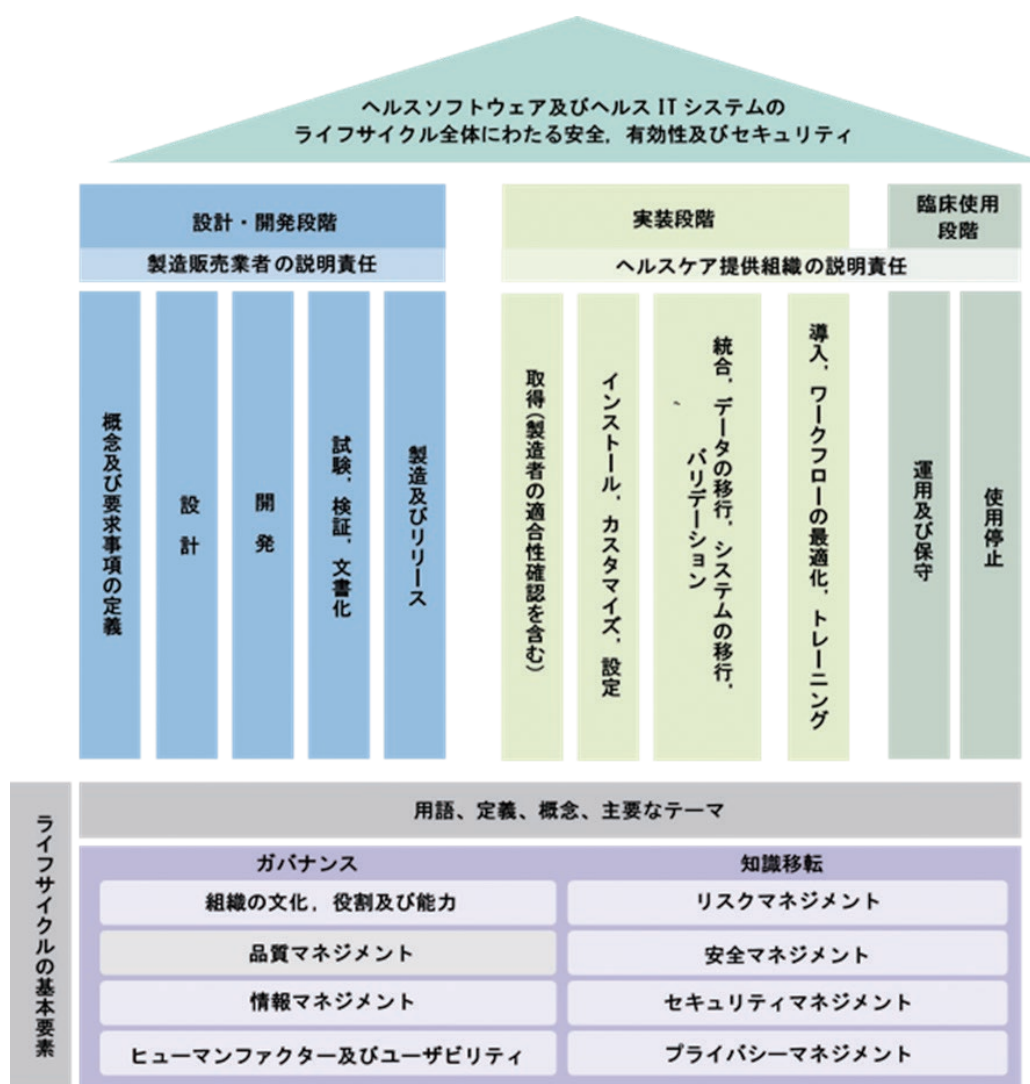 ヘルスソフトウェア及びヘルス IT システムの
ライフサイクル全体にわたる安全，有効性及びセキュリティ
設計・開発段階
製造販売業者の説明責任
実装段階
臨床使用
段階
ヘルスケア提供組織の説明責任
概念及び要求事項の定義
設計
開発
試験，検証，文書化
製造及びリリース
取得(製造者の適合性確認を含む)
インストール，カスタマイズ，設定
統合，データの移行，システムの移行，
バリデーション
導入，ワークフローの最適化，トレーニング
運用及び保守
使用停止
ライフサイクルの基本要素
用語、定義、概念、主要なテーマ
ガバナンス
知識移転
組織の文化，役割及び能力
リスクマネジメント
品質マネジメント
安全マネジメント
情報マネジメント
セキュリティマネジメント
ヒューマンファクター及びユーザビリティ
プライバシーマネジメント